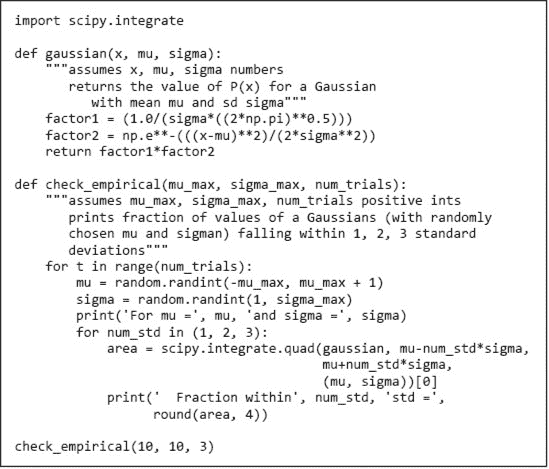 import scipy.integrate

def gaussian(x, mu, sigma):
    """assumes x, mu, sigma numbers
       returns the value of P(x) for a Gaussian
          with mean mu and sd sigma"""
    factor1 = (1.0/(sigma*((2*np.pi)**0.5)))
    factor2 = np.e**-(((x-mu)**2)/(2*sigma**2))
    return factor1*factor2

def check_empirical(mu_max, sigma_max, num_trials):
    """assumes mu_max, sigma_max, num_trials positive ints
       prints fraction of values of a Gaussians (with randomly
       chosen mu and sigman) falling within 1, 2, 3 standard
       deviations"""
    for t in range(num_trials):
        mu = random.randint(-mu_max, mu_max + 1)
        sigma = random.randint(1, sigma_max)
        print('For mu =', mu, 'and sigma =', sigma)
        for num_std in (1, 2, 3):
            area = scipy.integrate.quad(gaussian, mu-num_std*sigma,
                                        mu+num_std*sigma,
                                        (mu, sigma))[0]
            print('  Fraction within', num_std, 'std =',
                  round(area, 4))

check_empirical(10, 10, 3)